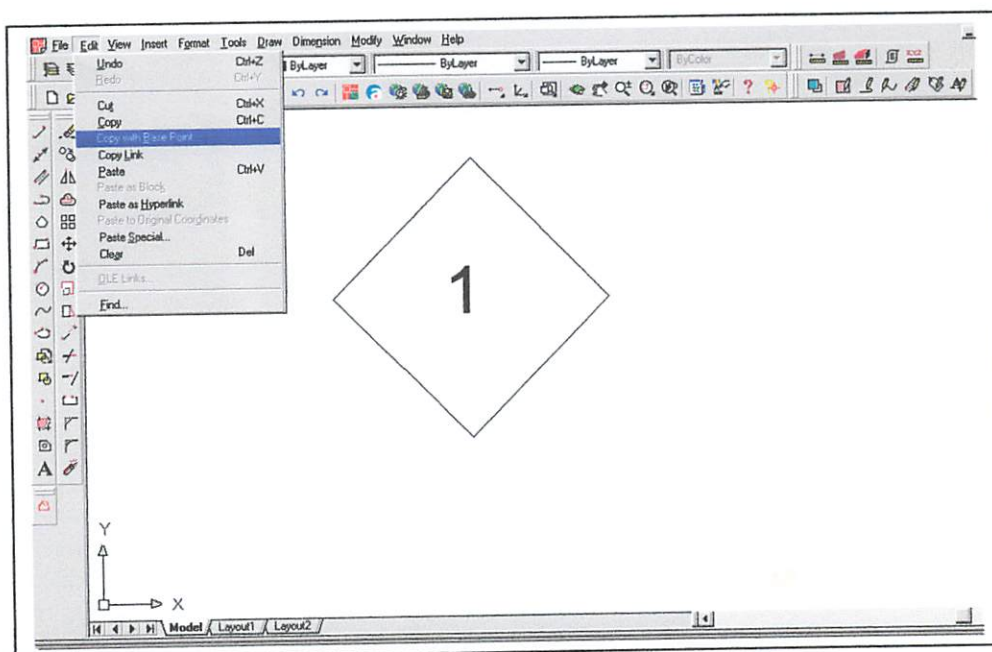 File Edit View Insert Format Tools Draw Dimension Modify Window Help
ByLayer ByLayer ByLayer ByColor
Undo Ctrl+Z
Redo Ctrl+Y
Cut Ctrl+X
Copy Ctrl+C
Copy with Base Point
Copy Link
Paste Ctrl+V
Paste as Block
Paste as Hyperlink
Paste to Original Coordinates
Paste Special...
Clear Del
OLE Links...
Find...
1
A
Y
X
Model Layout1 Layout2